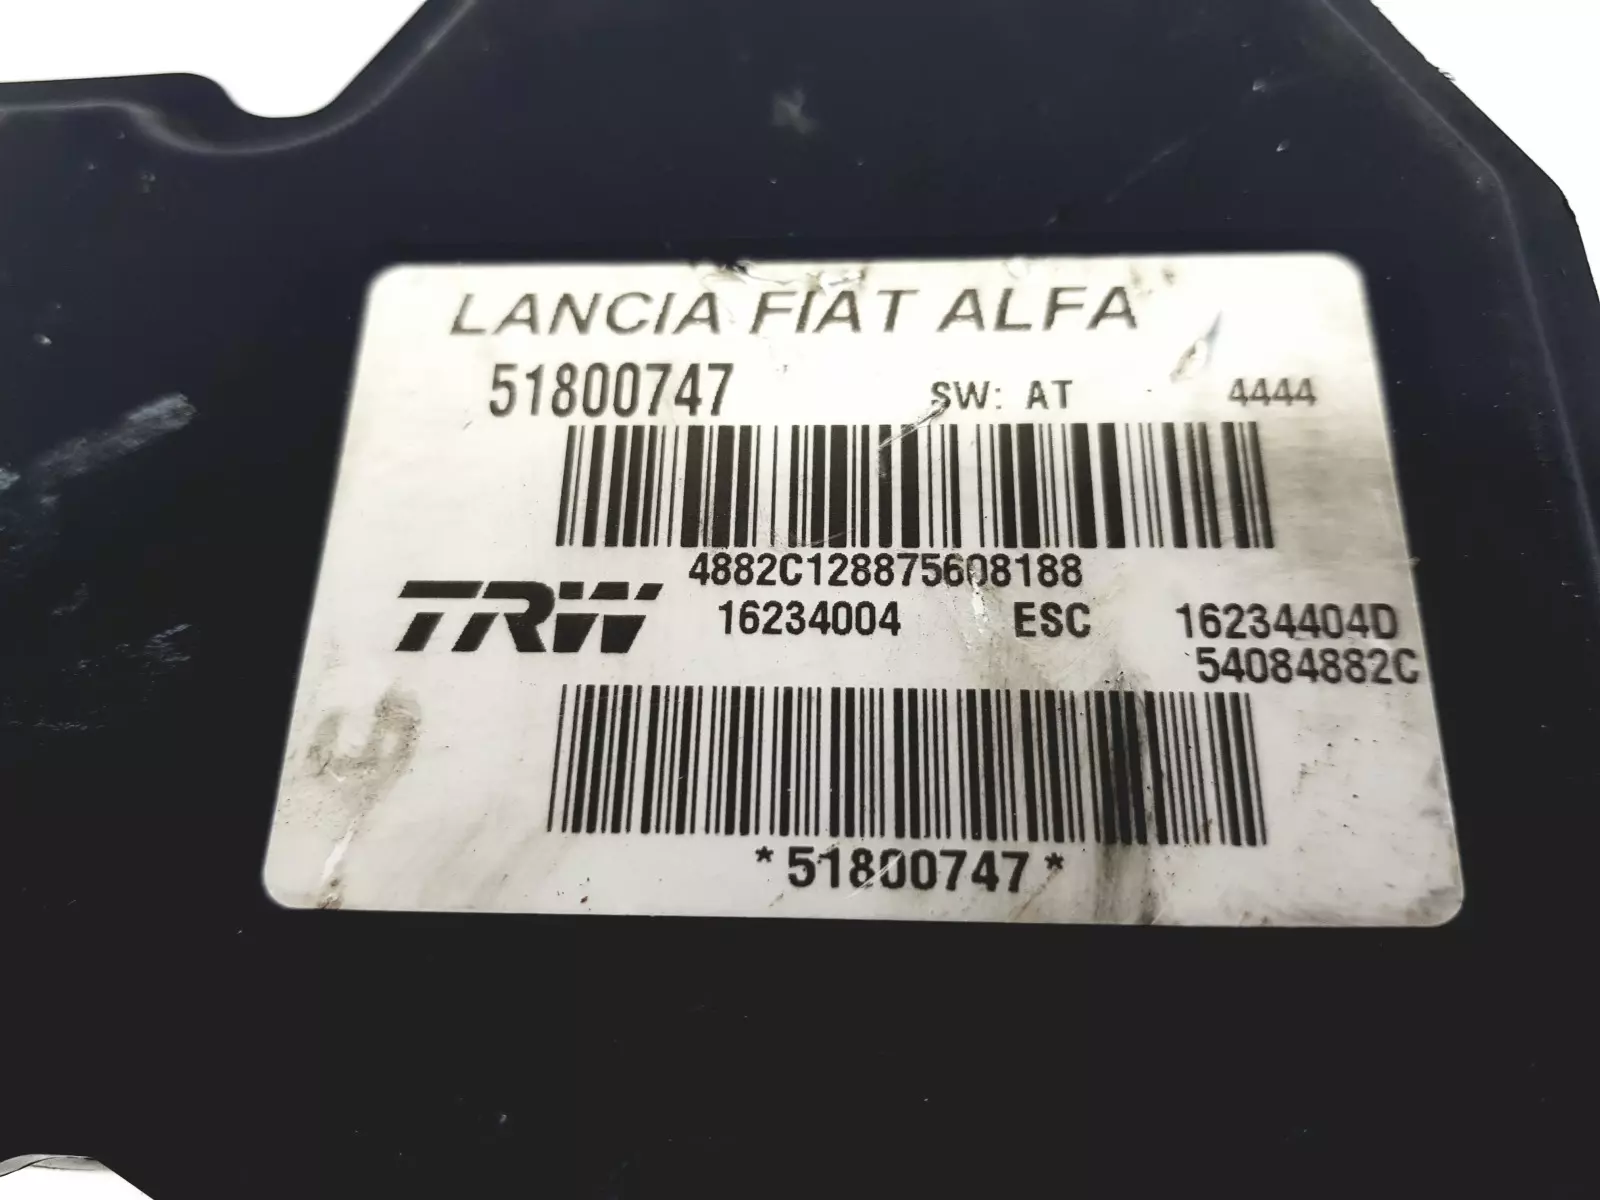 LANCIA FIAT ALFA
51800747 SW: AT 4444
4882C128875608188
TRW 16234004 ESC 16234404D
54084882C
*51800747*